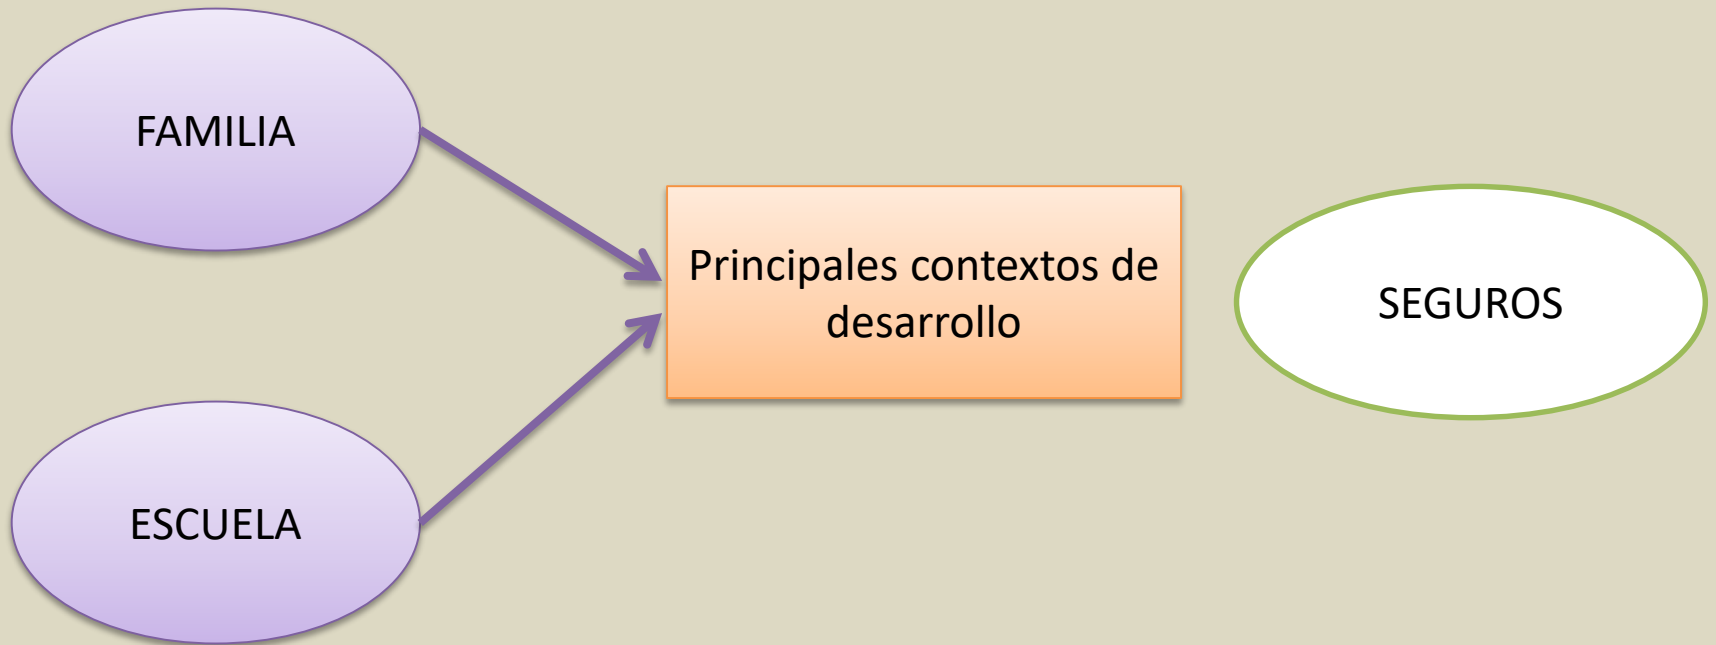 FAMILIA
Principales contextos de
desarrollo
SEGUROS
ESCUELA